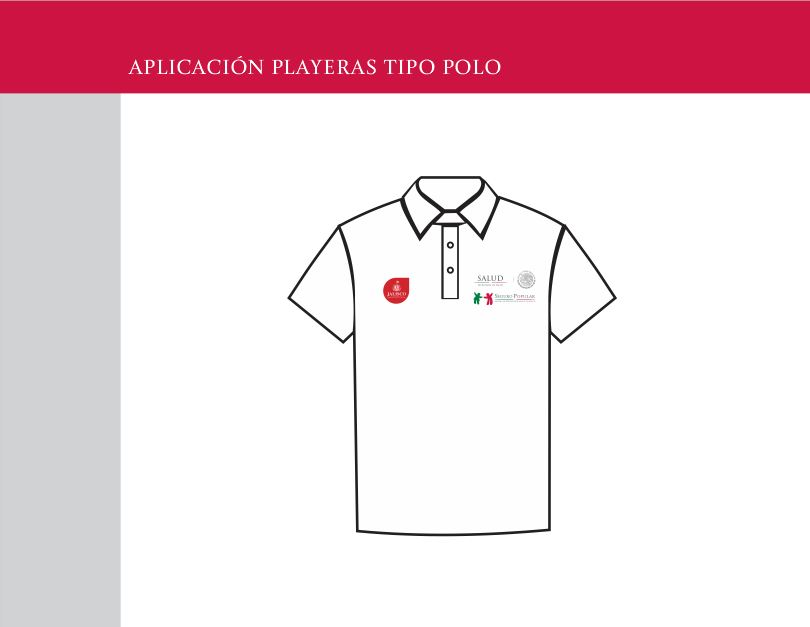 APLICACIÓN PLAYERAS TIPO POLO
JALISCO
SALUD
SEGURO POPULAR